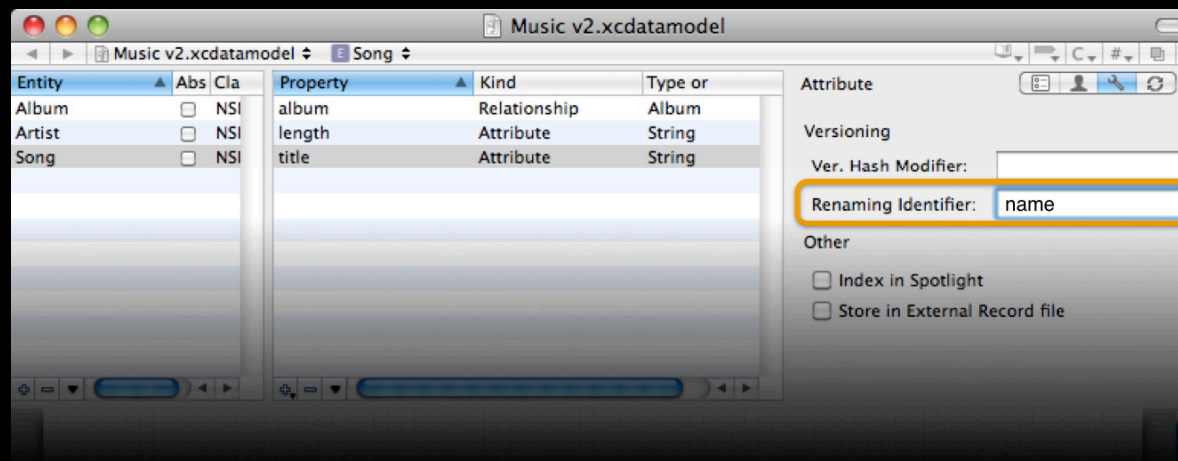 Music v2.xcdatamodel
Music v2.xcdatamodel Song
E
C #
Entity Abs Cla
Album NSI
Artist NSI
Song NSI
Property Kind Type or
album Relationship Album
length Attribute String
title Attribute String
Attribute
Versioning
Ver. Hash Modifier:
Renaming Identifier: name
Other
Index in Spotlight
Store in External Record file